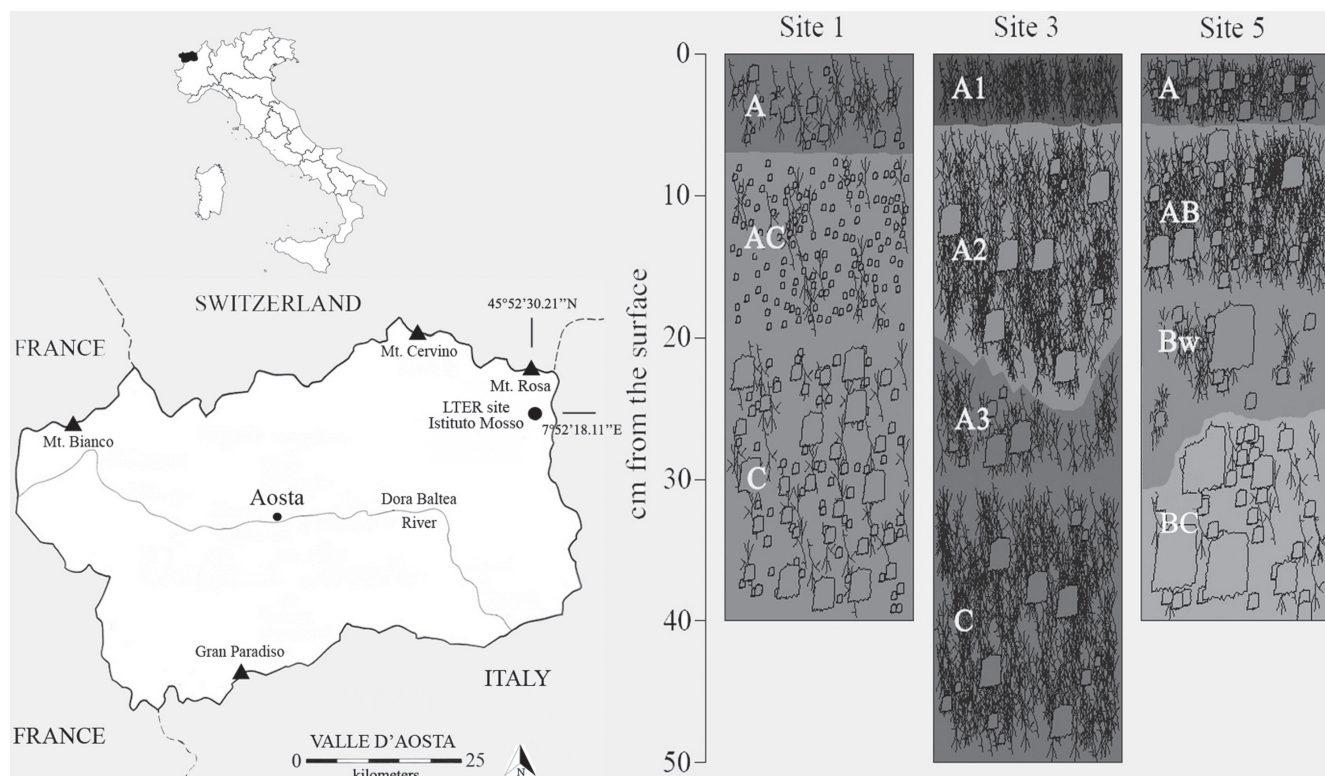 SWITZERLAND
45°52’30.21’’N
FRANCE
Mt. Cervino
Mt. Rosa
LTER site
Istituto Mosso
7°52’18.11’’E
Mt. Bianco
Aosta
Dora Baltea
River
Gran Paradiso
ITALY
FRANCE
VALLE D’AOSTA
0 25
kilometers
N
cm from the surface
0
10
20
30
40
50
Site 1
A
AC
C
Site 3
A1
A2
A3
C
Site 5
A
AB
Bw
BC